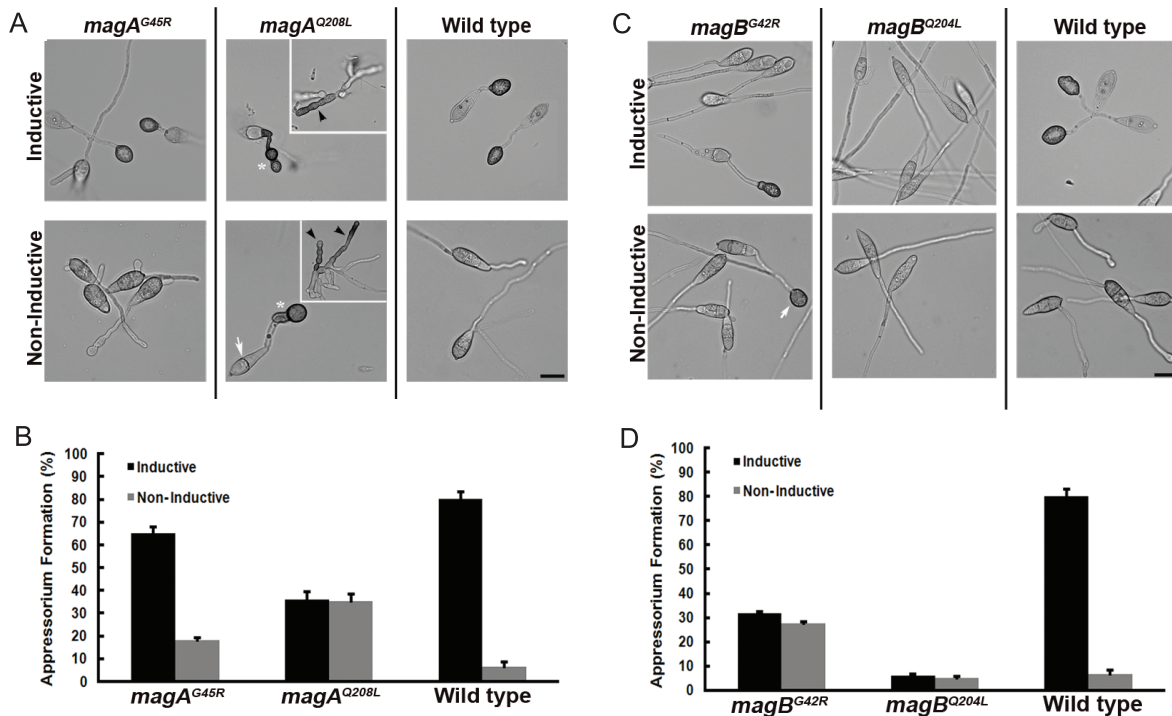 A
magA^G45R
magA^Q208L
Wild type
Inductive
*
Non-Inductive
*
C
magB^G42R
magB^Q204L
Wild type
Inductive
Non-Inductive
B
Appressorium Formation (%)
100
90
80
70
60
50
40
30
20
10
0
Inductive
Non-Inductive
magA^G45R
magA^Q208L
Wild type
D
Appressorium Formation (%)
100
90
80
70
60
50
40
30
20
10
0
Inductive
Non-Inductive
magB^G42R
magB^Q204L
Wild type